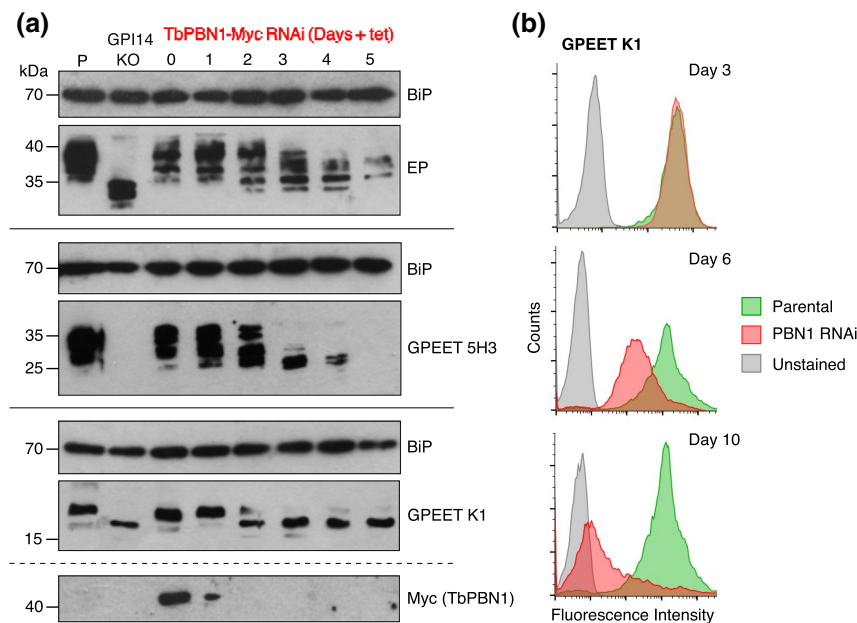 (a)
GPI14
TbPBN1-Myc RNAi (Days + tet)
P KO 0 1 2 3 4 5
kDa
70 BiP
40
35
EP
70 BiP
35
25
GPEET 5H3
70 BiP
GPEET K1
15
Myc (TbPBN1)
40
(b)
GPEET K1
Day 3
Day 6
Counts
Parental
PBN1 RNAi
Unstained
Day 10
Fluorescence Intensity